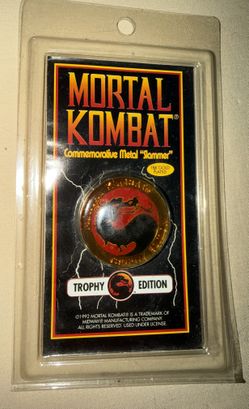 MORTAL
KOMBAT®
Commemorative Metal "Slammer"
TROPHY EDITION
©1992 MORTAL KOMBAT® IS A TRADEMARK OF
MIDWAY® MANUFACTURING COMPANY.
ALL RIGHTS RESERVED. USED UNDER LICENSE.